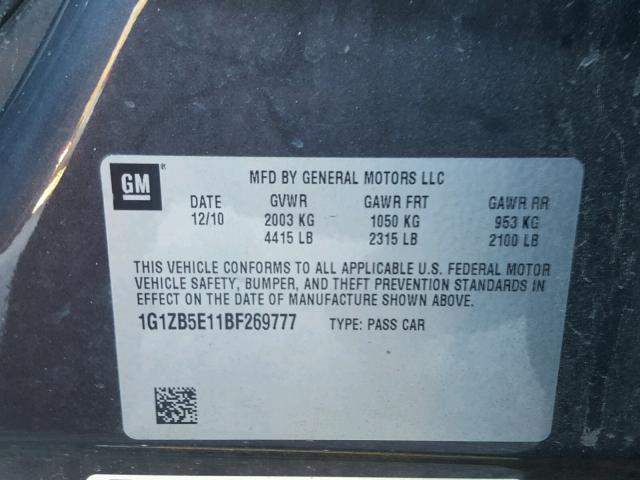 GM ®
MFD BY GENERAL MOTORS LLC
DATE GVWR GAWR FRT GAWR RR
12/10 2003 KG 1050 KG 953 KG
4415 LB 2315 LB 2100 LB
THIS VEHICLE CONFORMS TO ALL APPLICABLE U.S. FEDERAL MOTOR
VEHICLE SAFETY, BUMPER, AND THEFT PREVENTION STANDARDS IN
EFFECT ON THE DATE OF MANUFACTURE SHOWN ABOVE.
1G1ZB5E11BF269777 TYPE: PASS CAR